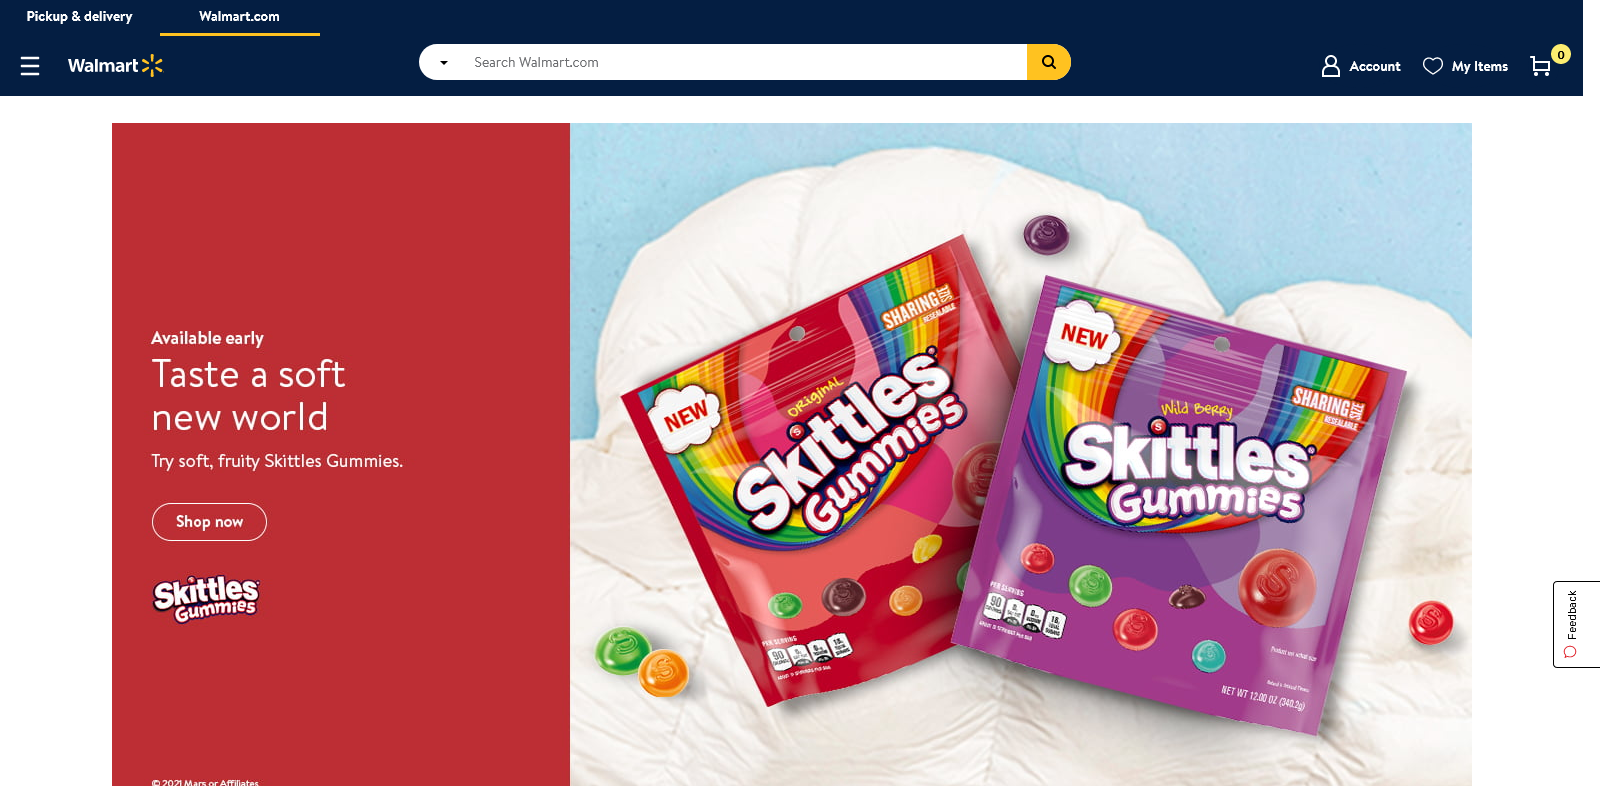 Pickup & delivery
Walmart.com
Walmart
Search Walmart.com
Account
My Items
0
Available early
Taste a soft
new world
Try soft, fruity Skittles Gummies.
Shop now
Skittles
Gummies
© 2021 Mars or Affiliates
NEW
SHARING SIZE
RESEALABLE
Original
Skittles
Gummies
PER SERVING
90
NEW
SHARING SIZE
RESEALABLE
Wild Berry
Skittles
Gummies
PER SERVING
90
CALORIES
NET WT 12.00 OZ (340.2g)
Feedback